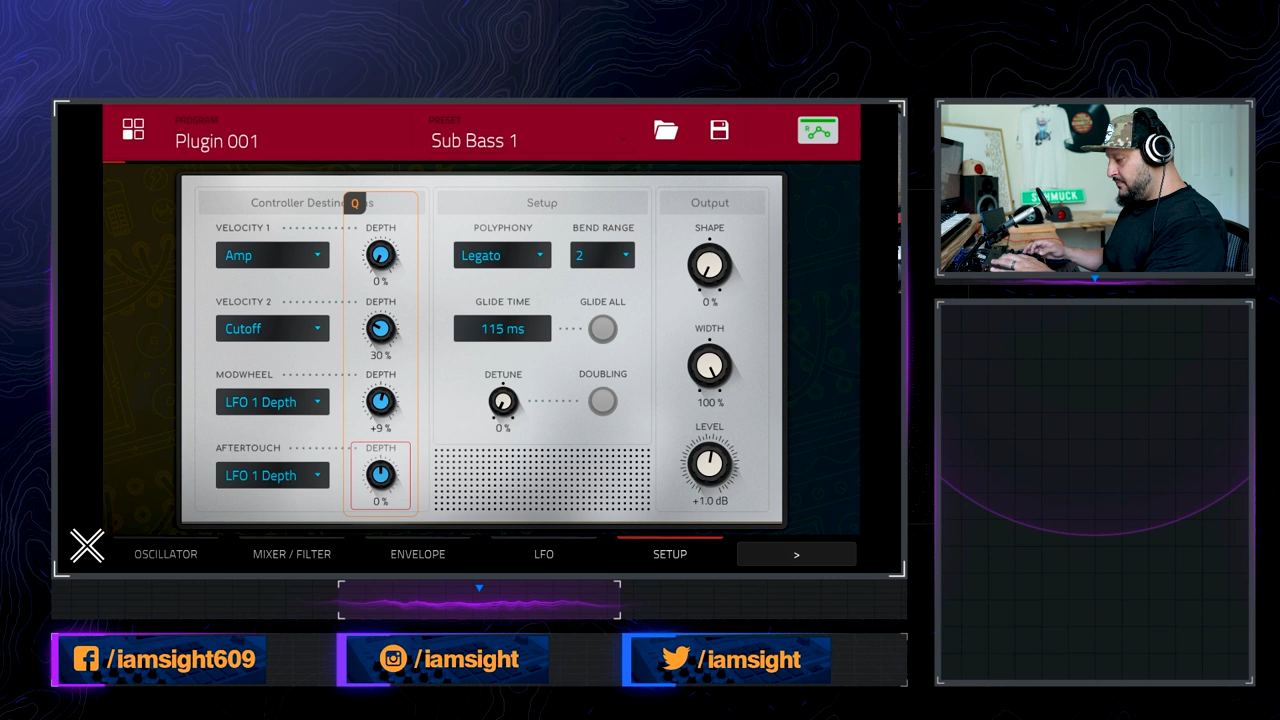 PROGRAM
Plugin 001
PRESET
Sub Bass 1
R
Q
Setup
Output
VELOCITY 1
DEPTH
Amp
0 %
VELOCITY 2
DEPTH
Cutoff
30 %
MODWHEEL
DEPTH
LFO 1 Depth
+9 %
AFTERTOUCH
DEPTH
LFO 1 Depth
0 %
POLYPHONY
BEND RANGE
Legato
2
GLIDE TIME
GLIDE ALL
115 ms
DETUNE
DOUBLING
0 %
SHAPE
0 %
WIDTH
100 %
LEVEL
+1.0 dB
OSCILLATOR
MIXER / FILTER
ENVELOPE
LFO
SETUP
>
/iamsight609
/iamsight
/iamsight